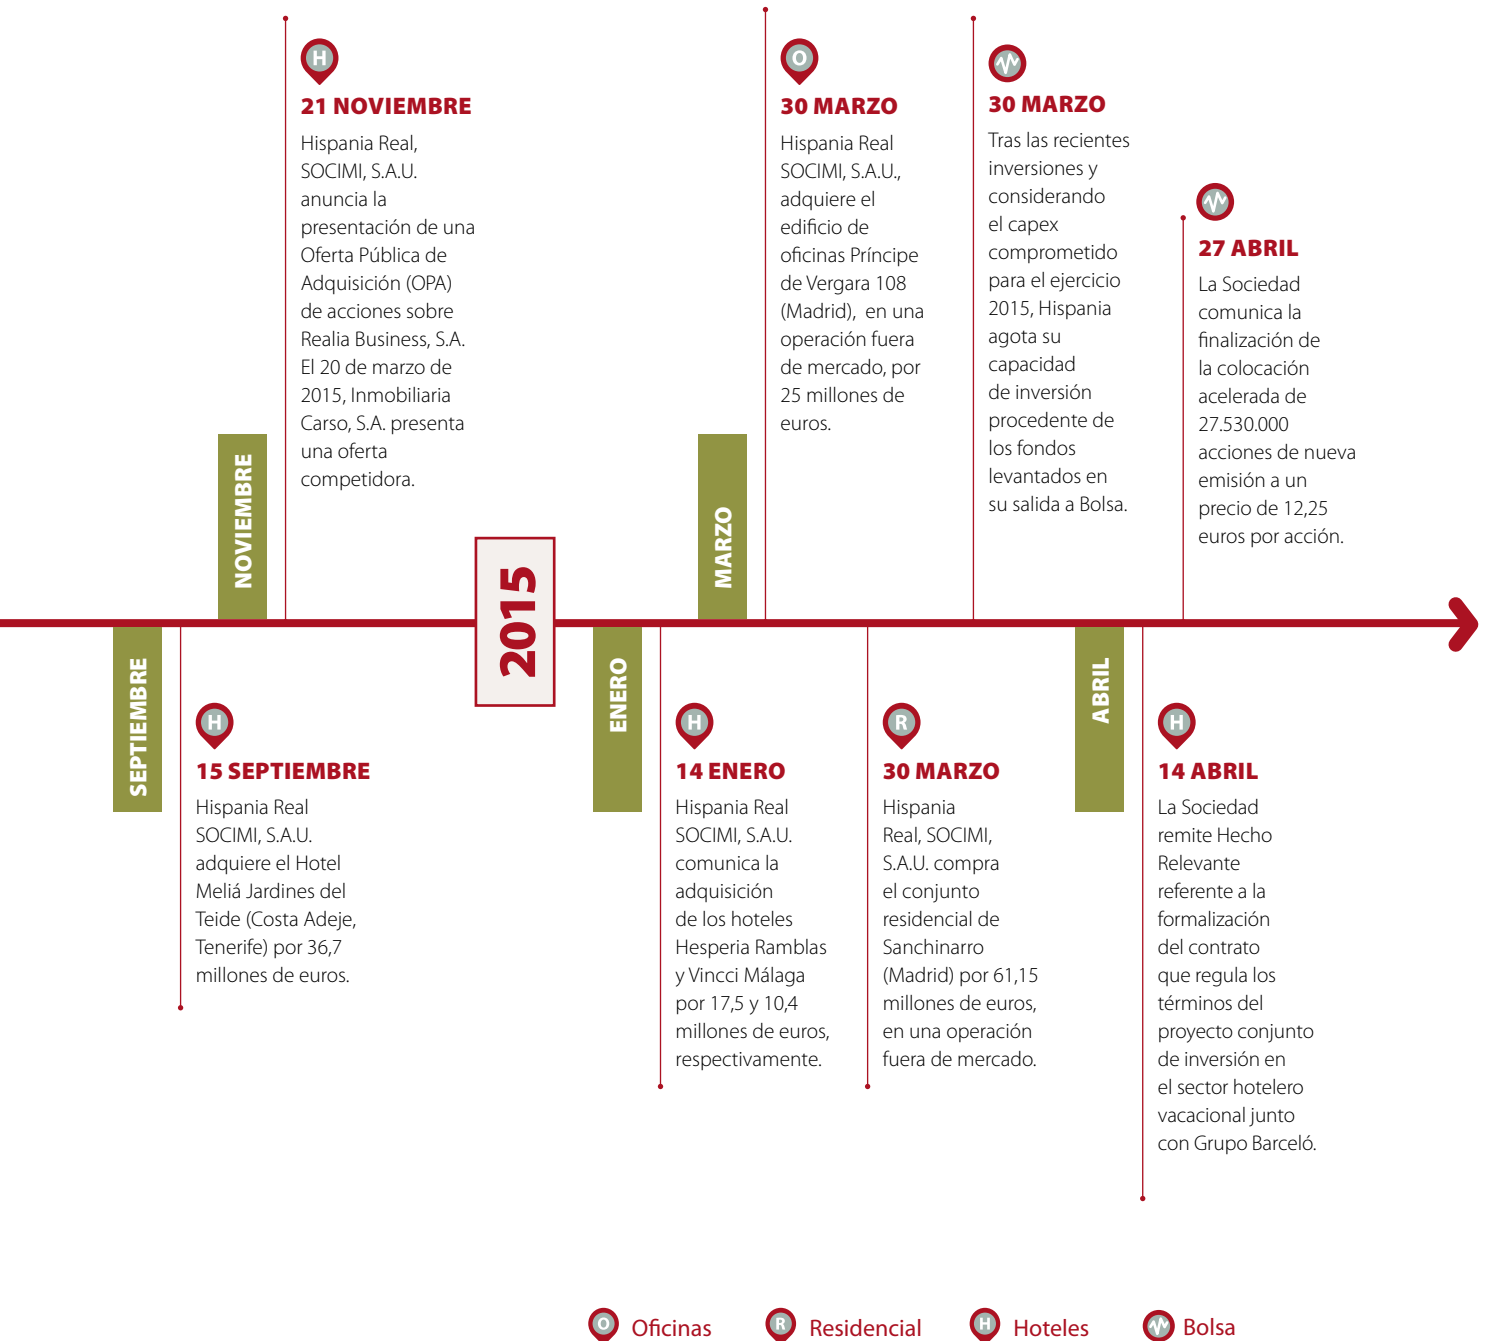 H
21 NOVIEMBRE
Hispania Real,
SOCIMI, S.A.U.
anuncia la
presentación de una
Oferta Pública de
Adquisición (OPA)
de acciones sobre
Realia Business, S.A.
El 20 de marzo de
2015, Inmobiliaria
Carso, S.A. presenta
una oferta
competidora.
O
30 MARZO
Hispania Real
SOCIMI, S.A.U.,
adquiere el
edificio de
oficinas Príncipe
de Vergara 108
(Madrid),  en una
operación fuera
de mercado, por
25 millones de
euros.
30 MARZO
Tras las recientes
inversiones y
considerando
el capex
comprometido
para el ejercicio
2015, Hispania
agota su
capacidad
de inversión
procedente de
los fondos
levantados en
su salida a Bolsa.
27 ABRIL
La Sociedad
comunica la
finalización de
la colocación
acelerada de
27.530.000
acciones de nueva
emisión a un
precio de 12,25
euros por acción.
NOVIEMBRE
MARZO
2015
SEPTIEMBRE
ENERO
ABRIL
H
15 SEPTIEMBRE
Hispania Real
SOCIMI, S.A.U.
adquiere el Hotel
Meliá Jardines del
Teide (Costa Adeje,
Tenerife) por 36,7
millones de euros.
H
14 ENERO
Hispania Real
SOCIMI, S.A.U.
comunica la
adquisición
de los hoteles
Hesperia Ramblas
y Vincci Málaga
por 17,5 y 10,4
millones de euros,
respectivamente.
R
30 MARZO
Hispania
Real, SOCIMI,
S.A.U. compra
el conjunto
residencial de
Sanchinarro
(Madrid) por 61,15
millones de euros,
en una operación
fuera de mercado.
H
14 ABRIL
La Sociedad
remite Hecho
Relevante
referente a la
formalización
del contrato
que regula los
términos del
proyecto conjunto
de inversión en
el sector hotelero
vacacional junto
con Grupo Barceló.
O Oficinas
R Residencial
H Hoteles
Bolsa